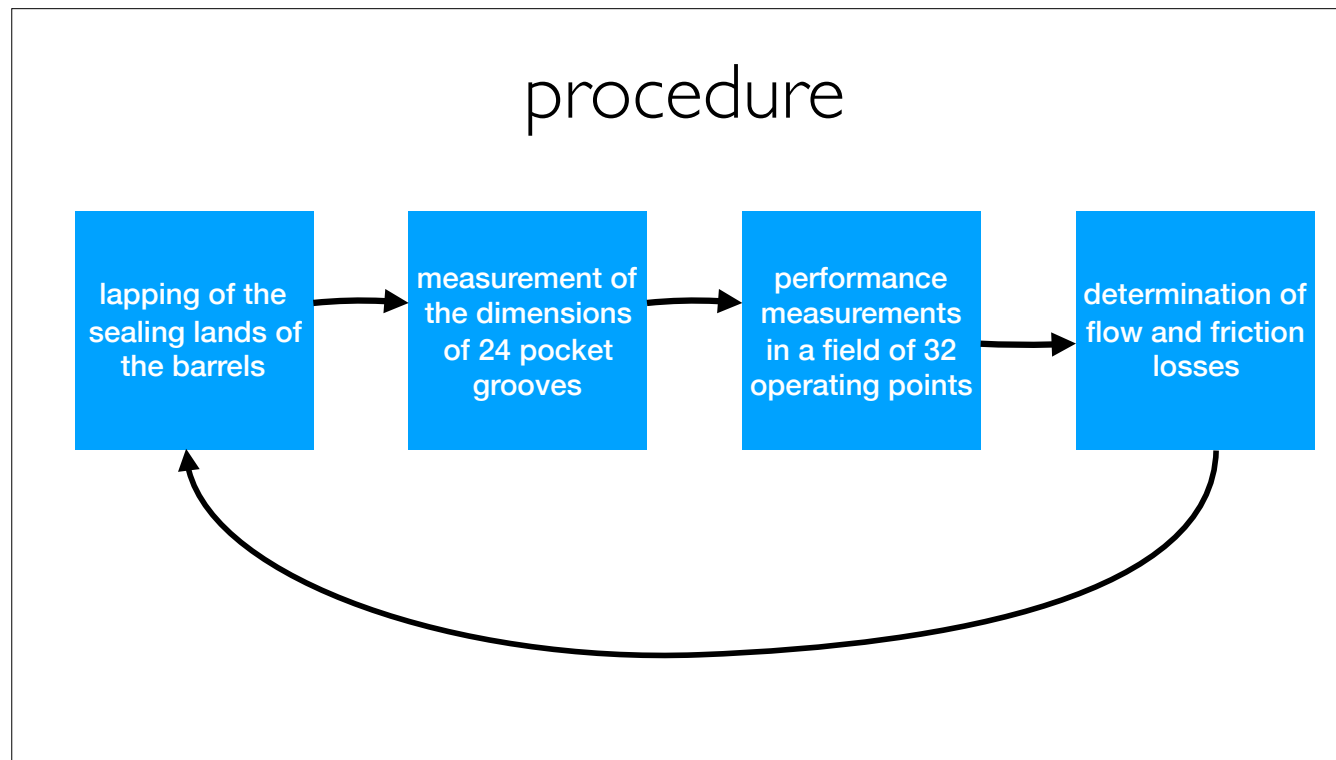 procedure
lapping of the
sealing lands of
the barrels
measurement of
the dimensions
of 24 pocket
grooves
performance
measurements
in a field of 32
operating points
determination of
flow and friction
losses